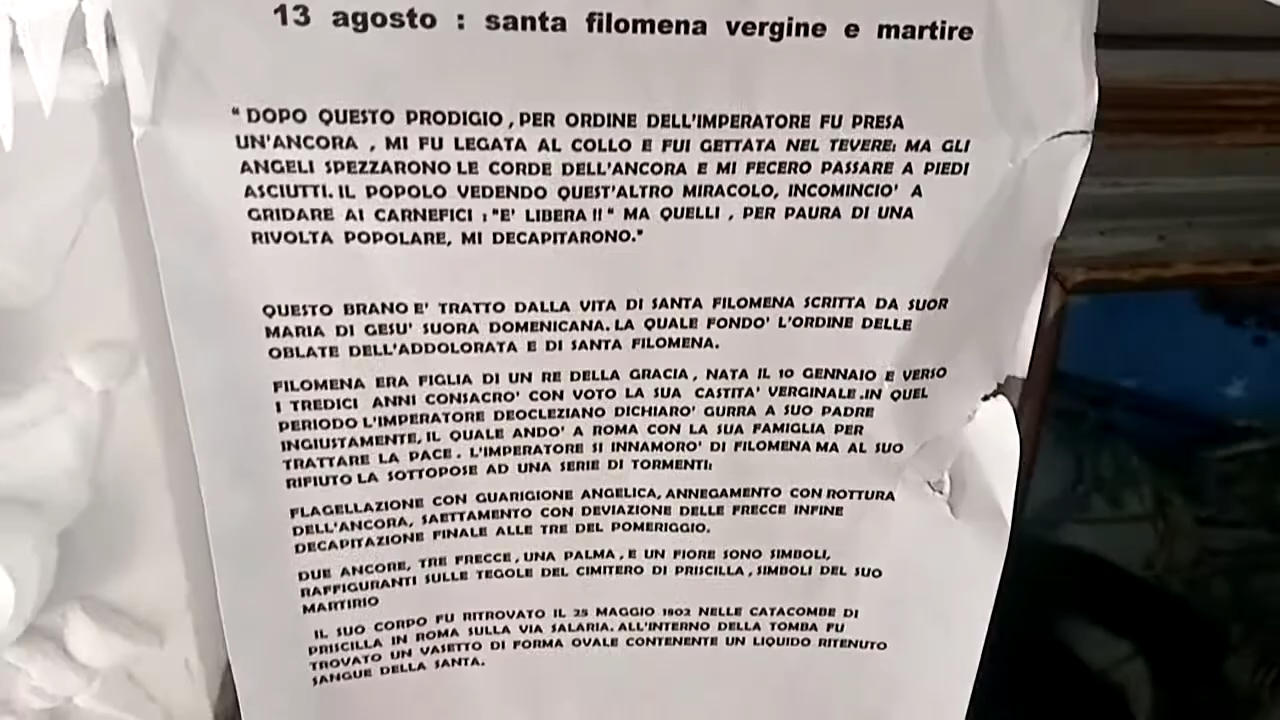 13 agosto : santa filomena vergine e martire
" DOPO QUESTO PRODIGIO , PER ORDINE DELL'IMPERATORE FU PRESA
UN'ANCORA , MI FU LEGATA AL COLLO E FUI GETTATA NEL TEVERE; MA GLI
ANGELI SPEZZARONO LE CORDE DELL'ANCORA E MI FECERO PASSARE A PIEDI
ASCIUTTI. IL POPOLO VEDENDO QUEST'ALTRO MIRACOLO, INCOMINCIO' A
GRIDARE AI CARNEFICI : "E' LIBERA !! " MA QUELLI , PER PAURA DI UNA
RIVOLTA POPOLARE, MI DECAPITARONO."
QUESTO BRANO E' TRATTO DALLA VITA DI SANTA FILOMENA SCRITTA DA SUOR
MARIA DI GESU' SUORA DOMENICANA. LA QUALE FONDO' L'ORDINE DELLE
OBLATE DELL'ADDOLORATA E DI SANTA FILOMENA.
FILOMENA ERA FIGLIA DI UN RE DELLA GRACIA , NATA IL 10 GENNAIO E VERSO
I TREDICI ANNI CONSACRO' CON VOTO LA SUA CASTITA' VERGINALE .IN QUEL
PERIODO L'IMPERATORE DEOCLEZIANO DICHIARO' GURRA A SUO PADRE
INGIUSTAMENTE, IL QUALE ANDO' A ROMA CON LA SUA FAMIGLIA PER
TRATTARE LA PACE . L'IMPERATORE SI INNAMORO' DI FILOMENA MA AL SUO
RIFIUTO LA SOTTOPOSE AD UNA SERIE DI TORMENTI:
FLAGELLAZIONE CON GUARIGIONE ANGELICA, ANNEGAMENTO CON ROTTURA
DELL'ANCORA, SAETTAMENTO CON DEVIAZIONE DELLE FRECCE INFINE
DECAPITAZIONE FINALE ALLE TRE DEL POMERIGGIO.
DUE ANCORE, TRE FRECCE , UNA PALMA , E UN FIORE SONO SIMBOLI,
RAFFIGURANTI SULLE TEGOLE DEL CIMITERO DI PRISCILLA , SIMBOLI DEL SUO
MARTIRIO
IL SUO CORPO FU RITROVATO IL 25 MAGGIO 1802 NELLE CATACOMBE DI
PRISCILLA IN ROMA SULLA VIA SALARIA. ALL'INTERNO DELLA TOMBA FU
TROVATO UN VASETTO DI FORMA OVALE CONTENENTE UN LIQUIDO RITENUTO
SANGUE DELLA SANTA.